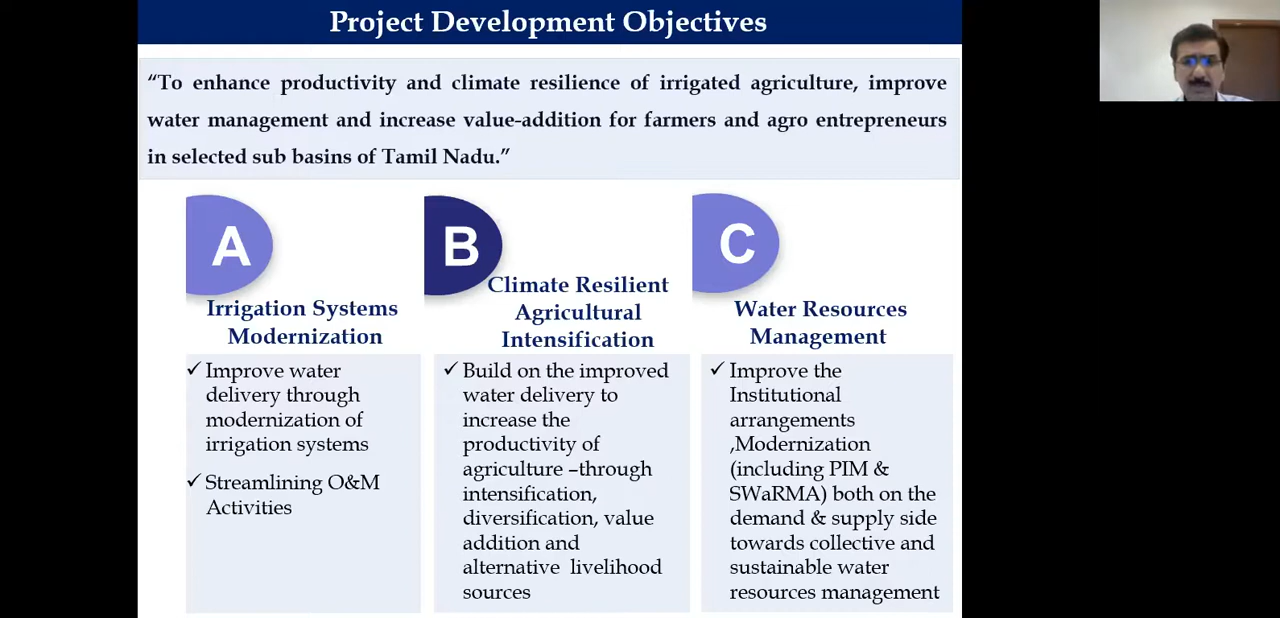 Project Development Objectives
“To enhance productivity and climate resilience of irrigated agriculture, improve
water management and increase value-addition for farmers and agro entrepreneurs
in selected sub basins of Tamil Nadu.”
A
Irrigation Systems
Modernization
✓ Improve water
delivery through
modernization of
irrigation systems
✓ Streamlining O&M
Activities
B
Climate Resilient
Agricultural
Intensification
✓ Build on the improved
water delivery to
increase the
productivity of
agriculture –through
intensification,
diversification, value
addition and
alternative livelihood
sources
C
Water Resources
Management
✓ Improve the
Institutional
arrangements
,Modernization
(including PIM &
SWaRMA) both on the
demand & supply side
towards collective and
sustainable water
resources management